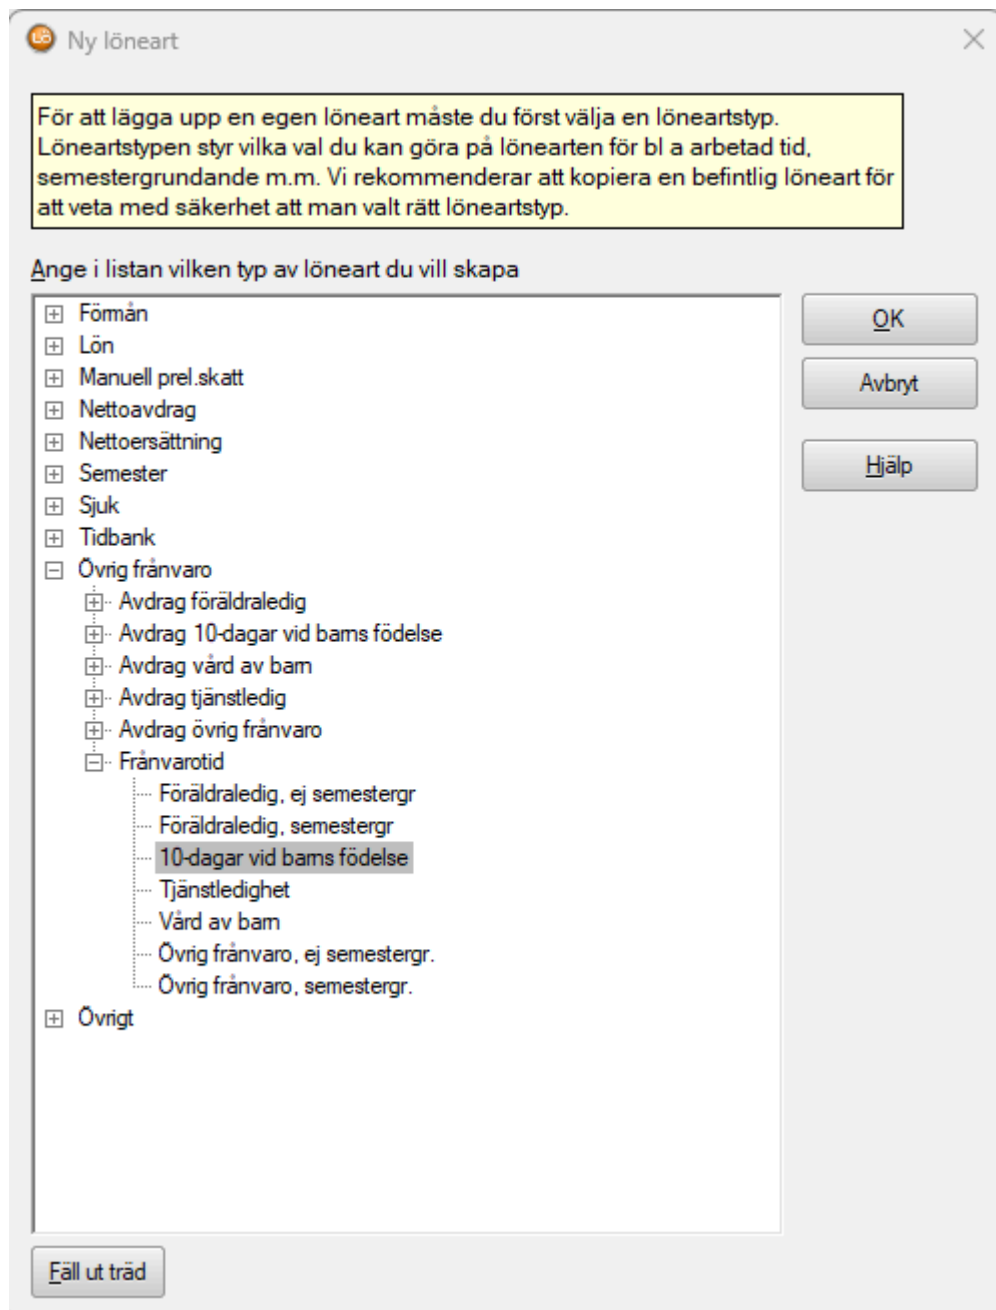 Lö Ny löneart
För att lägga upp en egen löneart måste du först välja en löneartstyp.
Löneartstypen styr vilka val du kan göra på lönearten för bl a arbetad tid,
semestergrundande m.m. Vi rekommenderar att kopiera en befintlig löneart för
att veta med säkerhet att man valt rätt löneartstyp.
Ange i listan vilken typ av löneart du vill skapa
Förmån
Lön
Manuell prel.skatt
Nettoavdrag
Nettoersättning
Semester
Sjuk
Tidbank
Övrig frånvaro
Avdrag föräldraledig
Avdrag 10-dagar vid barns födelse
Avdrag vård av barn
Avdrag tjänstledig
Avdrag övrig frånvaro
Frånvarotid
Föräldraledig, ej semestergr
Föräldraledig, semestergr
10-dagar vid barns födelse
Tjänstledighet
Vård av barn
Övrig frånvaro, ej semestergr.
Övrig frånvaro, semestergr.
Övrigt
OK
Avbryt
Hjälp
Fäll ut träd